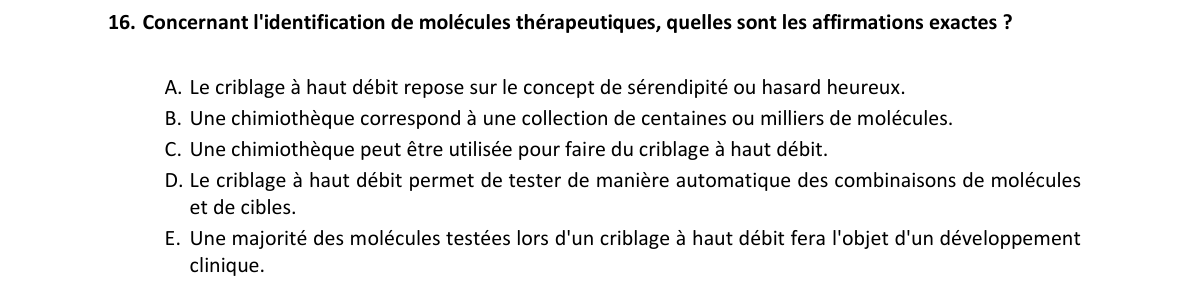 16. Concernant l'identification de molécules thérapeutiques, quelles sont les affirmations exactes ?
A. Le criblage à haut débit repose sur le concept de sérendipité ou hasard heureux.
B. Une chimiothèque correspond à une collection de centaines ou milliers de molécules.
C. Une chimiothèque peut être utilisée pour faire du criblage à haut débit.
D. Le criblage à haut débit permet de tester de manière automatique des combinaisons de molécules
et de cibles.
E. Une majorité des molécules testées lors d'un criblage à haut débit fera l'objet d'un développement
clinique.